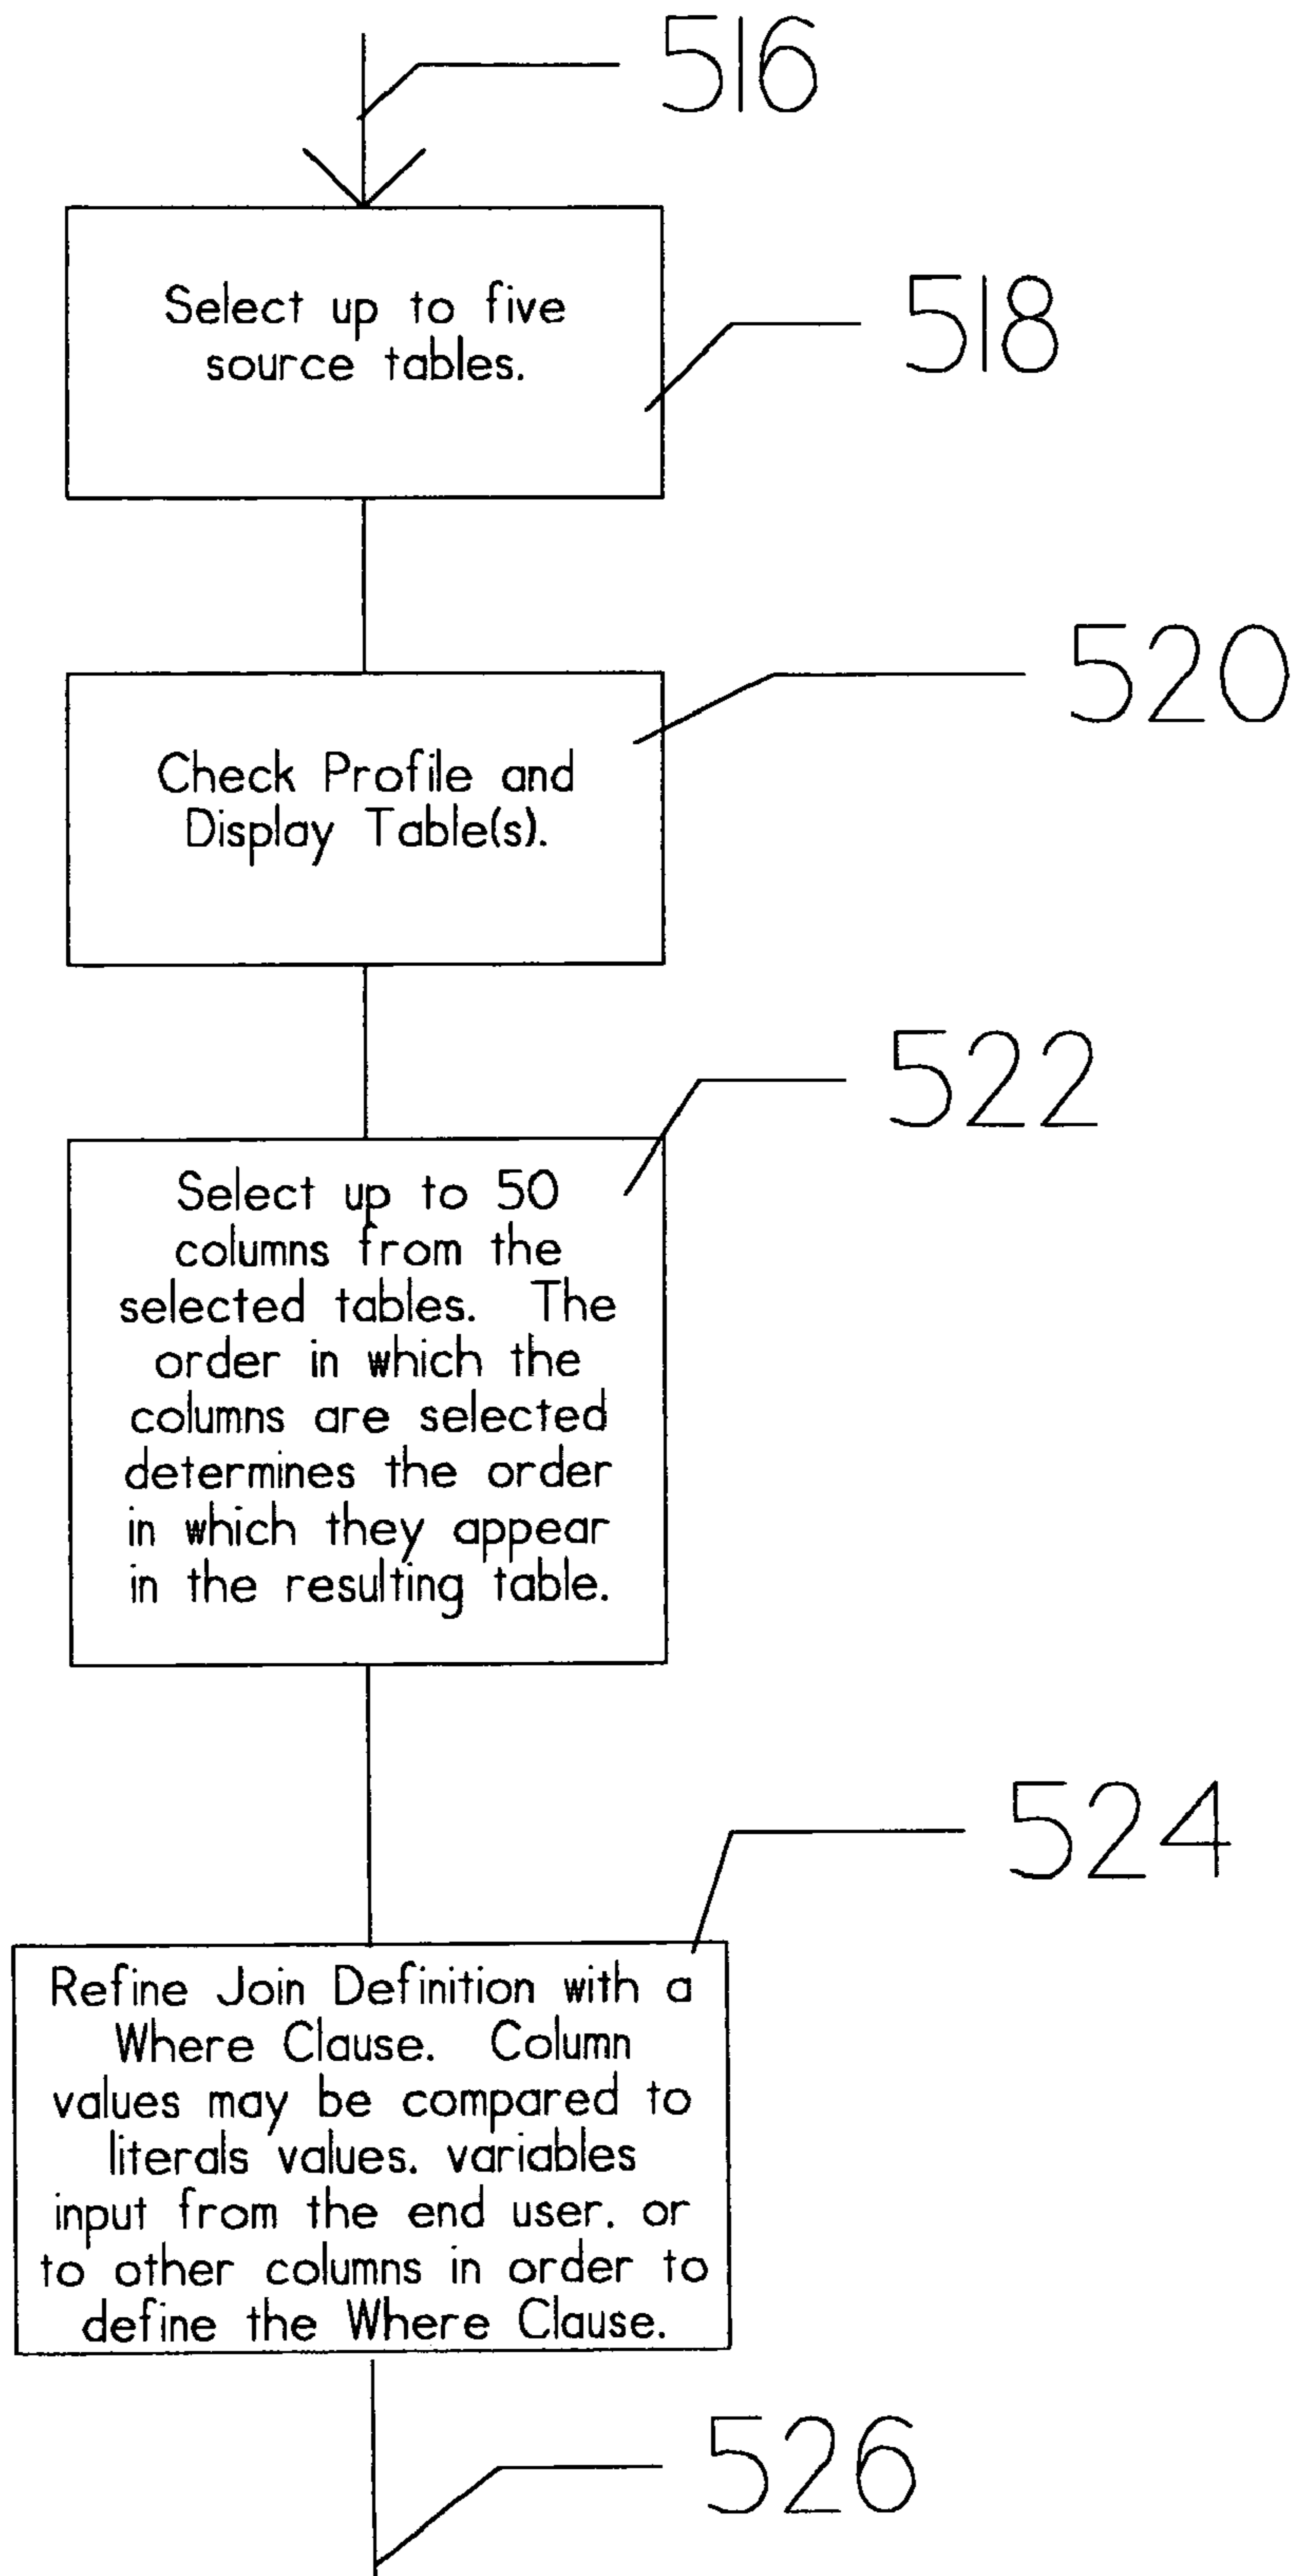 516
Select up to five
source tables.
518
520
Check Profile and
Display Table(s).
522
Select up to 50
columns from the
selected tables. The
order in which the
columns are selected
determines the order
in which they appear
in the resulting table.
524
Refine Join Definition with a
Where Clause. Column
values may be compared to
literals values. variables
input from the end user. or
to other columns in order to
define the Where Clause.
526